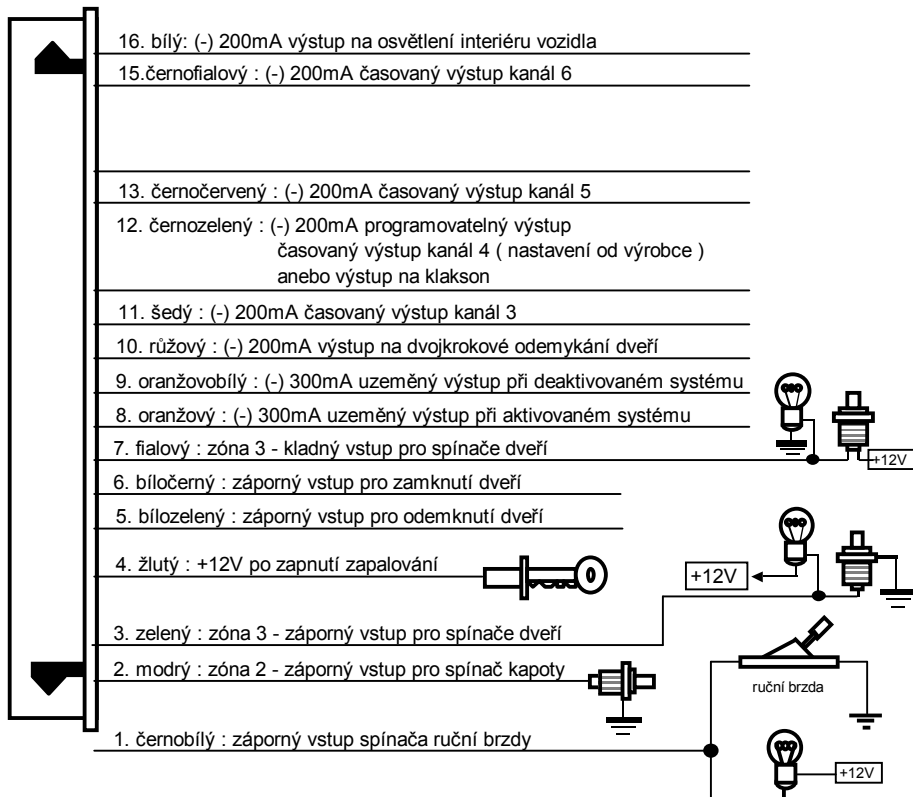 16. bílý: (-) 200mA výstup na osvětlení interiéru vozidla
15.černofialový : (-) 200mA časovaný výstup kanál 6
13. černočervený : (-) 200mA časovaný výstup kanál 5
12. černozelený : (-) 200mA programovatelný výstup
časovaný výstup kanál 4 ( nastavení od výrobce )
anebo výstup na klakson
11. šedý : (-) 200mA časovaný výstup kanál 3
10. růžový : (-) 200mA výstup na dvojkrokové odemykání dveří
9. oranžovobílý : (-) 300mA uzeměný výstup při deaktivovaném systému
8. oranžový : (-) 300mA uzeměný výstup při aktivovaném systému
7. fialový : zóna 3 - kladný vstup pro spínače dveří
+12V
6. bíločerný : záporný vstup pro zamknutí dveří
5. bílozelený : záporný vstup pro odemknutí dveří
4. žlutý : +12V po zapnutí zapalování
+12V
3. zelený : zóna 3 - záporný vstup pro spínače dveří
2. modrý : zóna 2 - záporný vstup pro spínač kapoty
ruční brzda
1. černobílý : záporný vstup spínača ruční brzdy
+12V